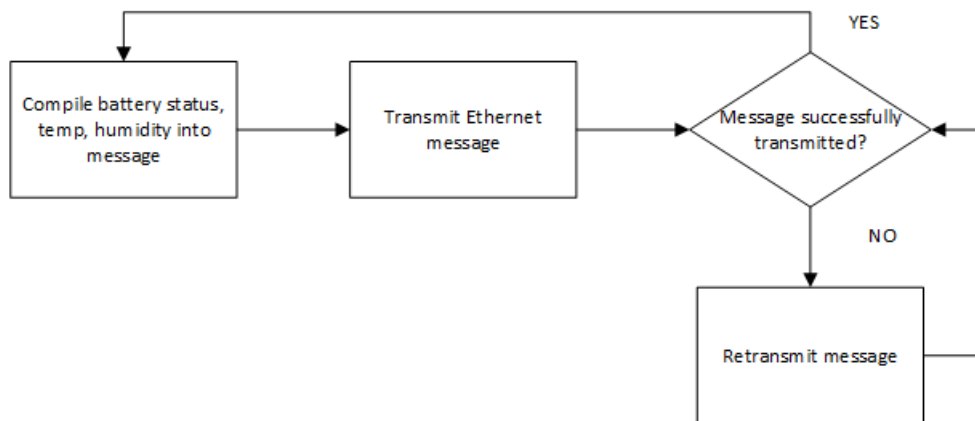 YES
Compile battery status,
temp, humidity into
message
Transmit Ethernet
message
Message successfully
transmitted?
NO
Retransmit message